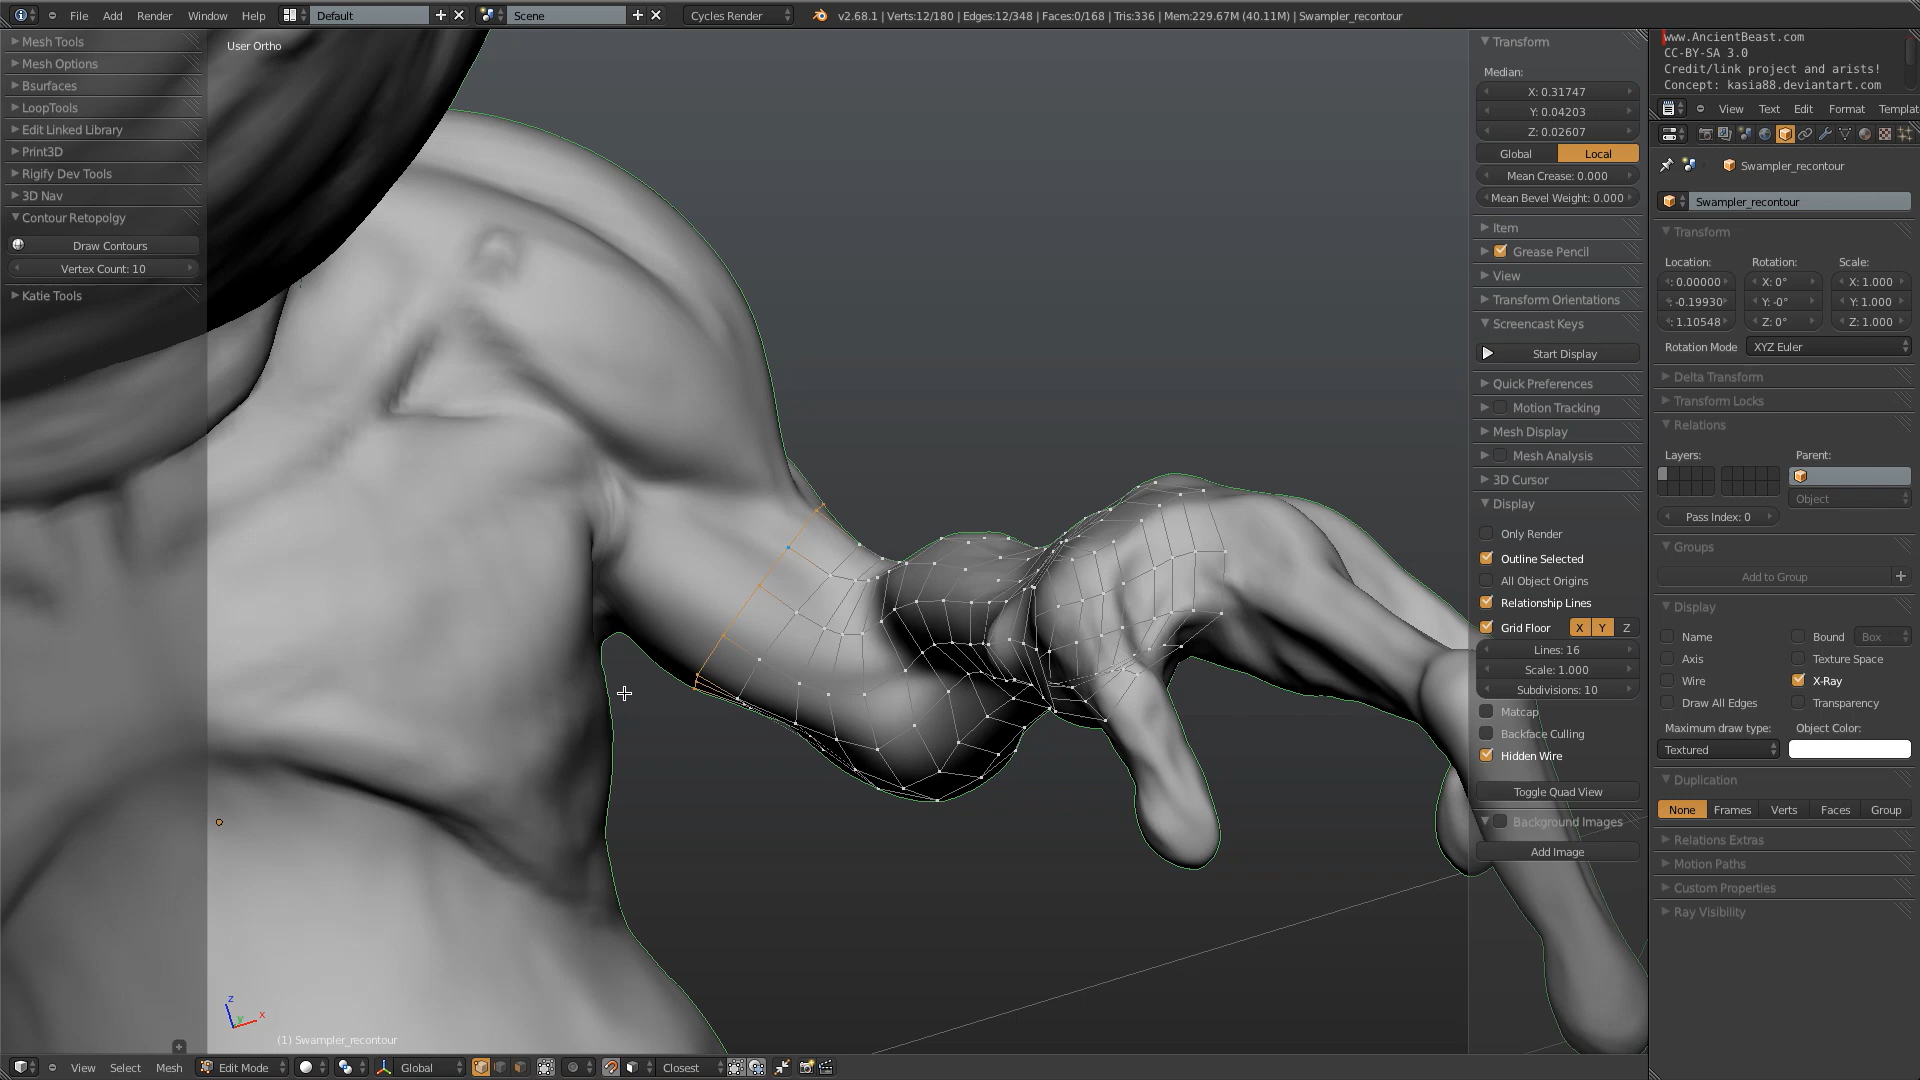 File Add Render Window Help Default Scene Cycles Render v2.68.1 | Verts:12/180 | Edges:12/348 | Faces:0/168 | Tris:336 | Mem:229.67M (40.11M) | Swampler_recontour
Mesh Tools
Mesh Options
Bsurfaces
LoopTools
Edit Linked Library
Print3D
Rigify Dev Tools
3D Nav
Contour Retopolgy
Draw Contours
Vertex Count: 10
Katie Tools
User Ortho
z
y
x
(1) Swampler_recontour
View Select Mesh Edit Mode Global Closest
Transform
Median:
X: 0.31747
Y: 0.04203
Z: 0.02607
Global Local
Mean Crease: 0.000
Mean Bevel Weight: 0.000
Item
Grease Pencil
View
Transform Orientations
Screencast Keys
Start Display
Quick Preferences
Motion Tracking
Mesh Display
Mesh Analysis
3D Cursor
Display
Only Render
Outline Selected
All Object Origins
Relationship Lines
Grid Floor X Y Z
Lines: 16
Scale: 1.000
Subdivisions: 10
Matcap
Backface Culling
Hidden Wire
Toggle Quad View
Background Images
Add Image
www.AncientBeast.com
CC-BY-SA 3.0
Credit/link project and arists!
Concept: kasia88.deviantart.com
View Text Edit Format Templat
Swampler_recontour
Swampler_recontour
Transform
Location: Rotation: Scale:
: 0.00000 X: 0° X: 1.000
: -0.19930 Y: -0° Y: 1.000
: 1.10548 Z: 0° Z: 1.000
Rotation Mode XYZ Euler
Delta Transform
Transform Locks
Relations
Layers: Parent:
Object
Pass Index: 0
Groups
Add to Group
Display
Name Bound Box
Axis Texture Space
Wire X-Ray
Draw All Edges Transparency
Maximum draw type: Object Color:
Textured
Duplication
None Frames Verts Faces Group
Relations Extras
Motion Paths
Custom Properties
Ray Visibility